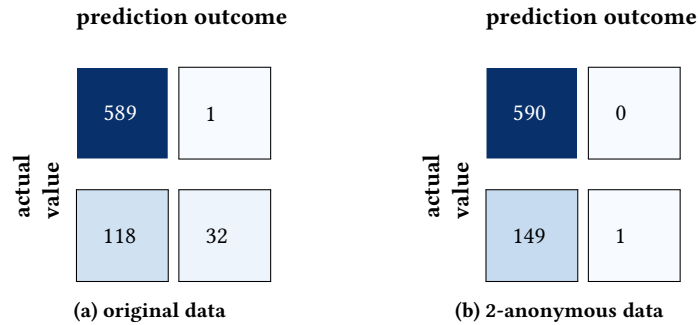 prediction outcome
589 1
118 32
actual
value
(a) original data
prediction outcome
590 0
149 1
actual
value
(b) 2-anonymous data